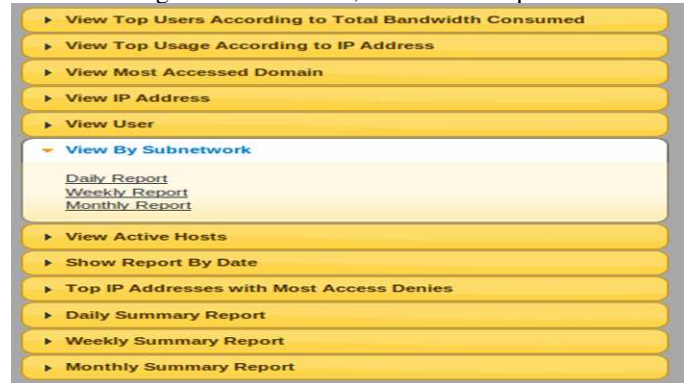 View Top Users According to Total Bandwidth Consumed
View Top Usage According to IP Address
View Most Accessed Domain
View IP Address
View User
View By Subnetwork
Daily Report
Weekly Report
Monthly Report
View Active Hosts
Show Report By Date
Top IP Addresses with Most Access Denies
Daily Summary Report
Weekly Summary Report
Monthly Summary Report